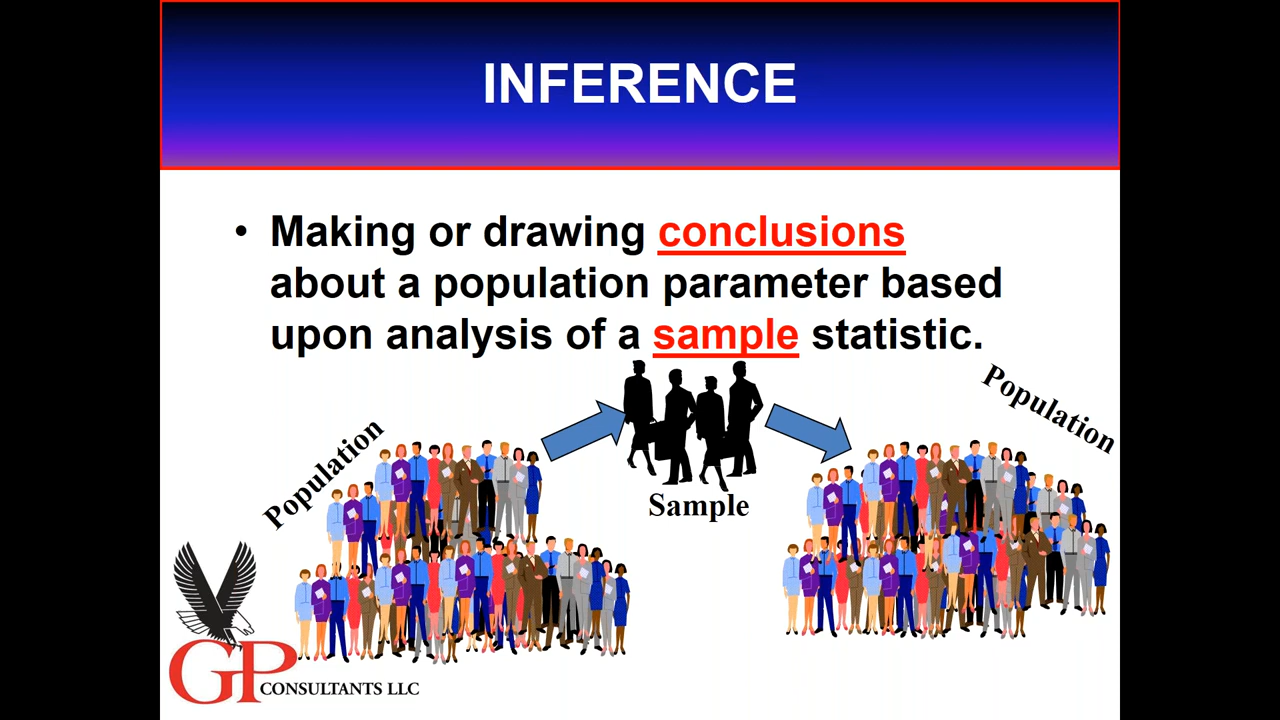 INFERENCE
• Making or drawing conclusions
about a population parameter based
upon analysis of a sample statistic.
Population
Sample
Population
GP CONSULTANTS LLC